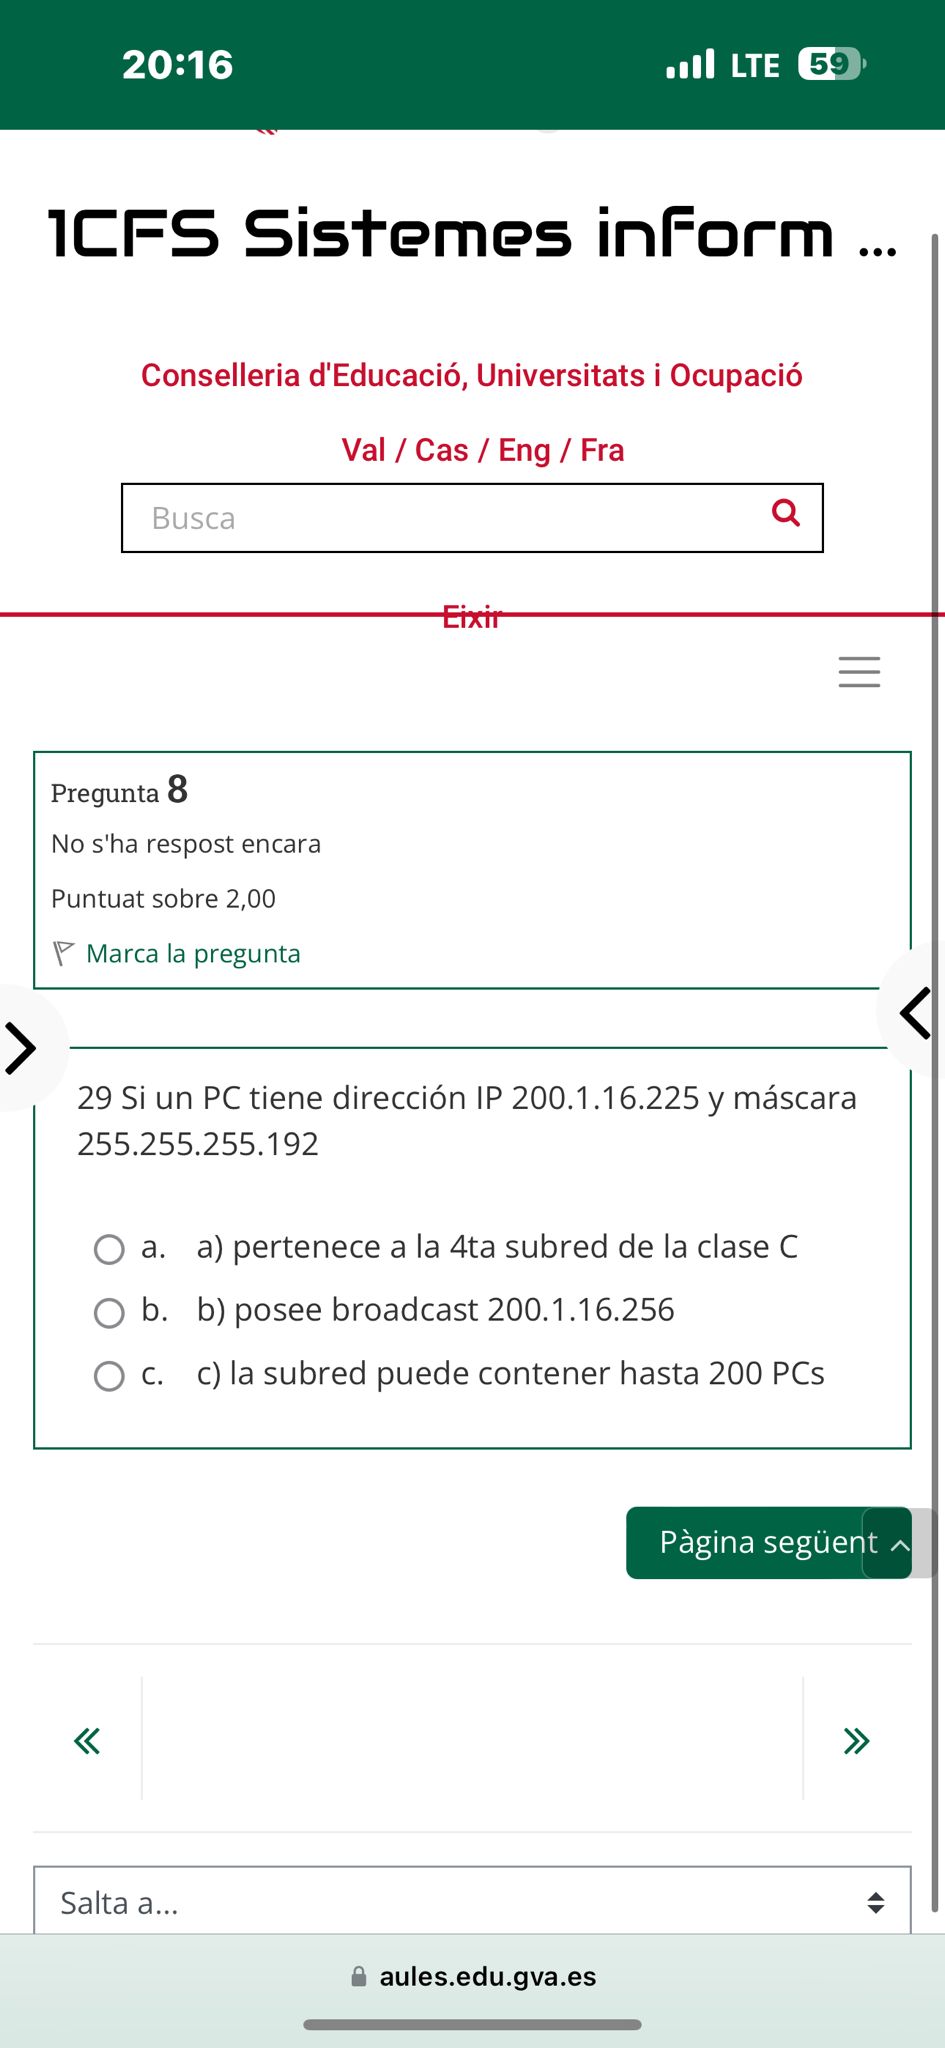 20:16
LTE
59
1CFS Sistemes inform ...
Conselleria d'Educació, Universitats i Ocupació
Val / Cas / Eng / Fra
Busca
Eixir
Pregunta 8
No s'ha respost encara
Puntuat sobre 2,00
Marca la pregunta
29 Si un PC tiene dirección IP 200.1.16.225 y máscara
255.255.255.192
a. a) pertenece a la 4ta subred de la clase C
b. b) posee broadcast 200.1.16.256
c. c) la subred puede contener hasta 200 PCs
Pàgina següent
Salta a...
aules.edu.gva.es